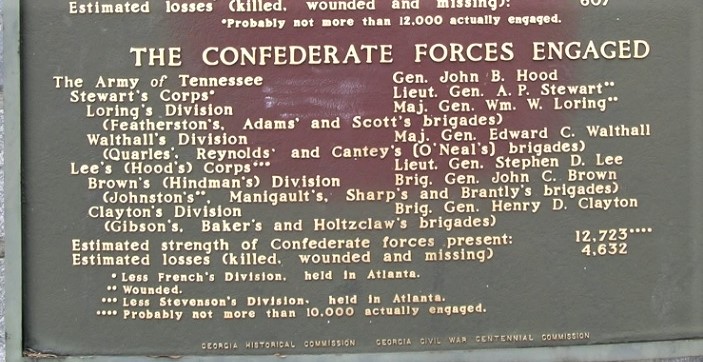 Estimated losses (killed, wounded and missing): 607
*Probably not more than 12,000 actually engaged.
THE CONFEDERATE FORCES ENGAGED
The Army of Tennessee Gen. John B. Hood
Stewart's Corps* Lieut. Gen. A. P. Stewart**
Loring's Division Maj. Gen. Wm. W. Loring**
(Featherston's, Adams' and Scott's brigades)
Walthall's Division Maj. Gen. Edward C. Walthall
(Quarles', Reynolds' and Cantey's [O'Neal's] brigades)
Lee's (Hood's) Corps*** Lieut. Gen. Stephen D. Lee
Brown's (Hindman's) Division Brig. Gen. John C. Brown
(Johnston's**, Manigault's, Sharp's and Brantly's brigades)
Clayton's Division Brig. Gen. Henry D. Clayton
(Gibson's, Baker's and Holtzclaw's brigades)
Estimated strength of Confederate forces present: 12,723****
Estimated losses (killed, wounded and missing) 4,632
* Less French's Division, held in Atlanta.
** Wounded.
*** Less Stevenson's Division, held in Atlanta.
**** Probably not more than 10,000 actually engaged.
GEORGIA HISTORICAL COMMISSION GEORGIA CIVIL WAR CENTENNIAL COMMISSION